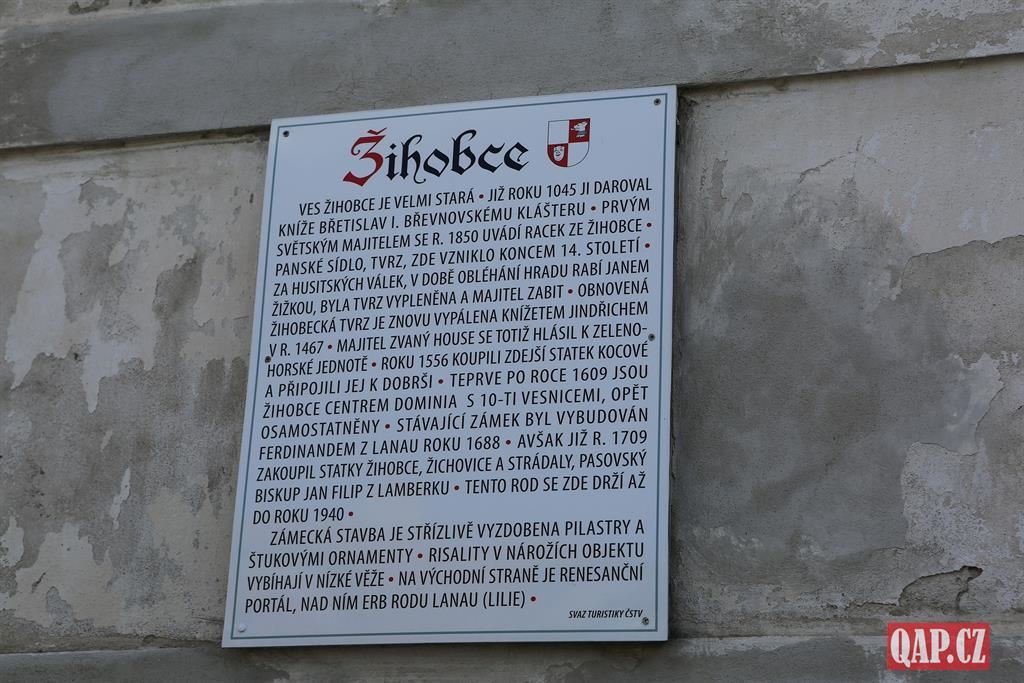 Žihobce
VES ŽIHOBCE JE VELMI STARÁ • JIŽ ROKU 1045 JI DAROVAL
KNÍŽE BŘETISLAV I. BŘEVNOVSKÉMU KLÁŠTERU • PRVÝM
SVĚTSKÝM MAJITELEM SE R. 1850 UVÁDÍ RACEK ZE ŽIHOBCE •
PANSKÉ SÍDLO, TVRZ, ZDE VZNIKLO KONCEM 14. STOLETÍ •
ZA HUSITSKÝCH VÁLEK, V DOBĚ OBLÉHÁNÍ HRADU RABÍ JANEM
ŽIŽKOU, BYLA TVRZ VYPLENĚNA A MAJITEL ZABIT • OBNOVENÁ
ŽIHOBECKÁ TVRZ JE ZNOVU VYPÁLENA KNÍŽETEM JINDŘICHEM
V R. 1467 • MAJITEL ZVANÝ HOUSE SE TOTIŽ HLÁSIL K ZELENO-
HORSKÉ JEDNOTĚ • ROKU 1556 KOUPILI ZDEJŠÍ STATEK KOCOVÉ
A PŘIPOJILI JEJ K DOBRŠI • TEPRVE PO ROCE 1609 JSOU
ŽIHOBCE CENTREM DOMINIA S 10-TI VESNICEMI, OPĚT
OSAMOSTATNĚNY • STÁVAJÍCÍ ZÁMEK BYL VYBUDOVÁN
FERDINANDEM Z LANAU ROKU 1688 • AVŠAK JIŽ R. 1709
ZAKOUPIL STATKY ŽIHOBCE, ŽICHOVICE A STRÁDALY, PASOVSKÝ
BISKUP JAN FILIP Z LAMBERKU • TENTO ROD SE ZDE DRŽÍ AŽ
DO ROKU 1940 •
ZÁMECKÁ STAVBA JE STŘÍZLIVĚ VYZDOBENA PILASTRY A
ŠTUKOVÝMI ORNAMENTY • RISALITY V NÁROŽÍCH OBJEKTU
VYBÍHAJÍ V NÍZKÉ VĚŽE • NA VÝCHODNÍ STRANĚ JE RENESANČNÍ
PORTÁL, NAD NÍM ERB RODU LANAU (LILIE) •
SVAZ TURISTIKY ČSTV
QAP.CZ